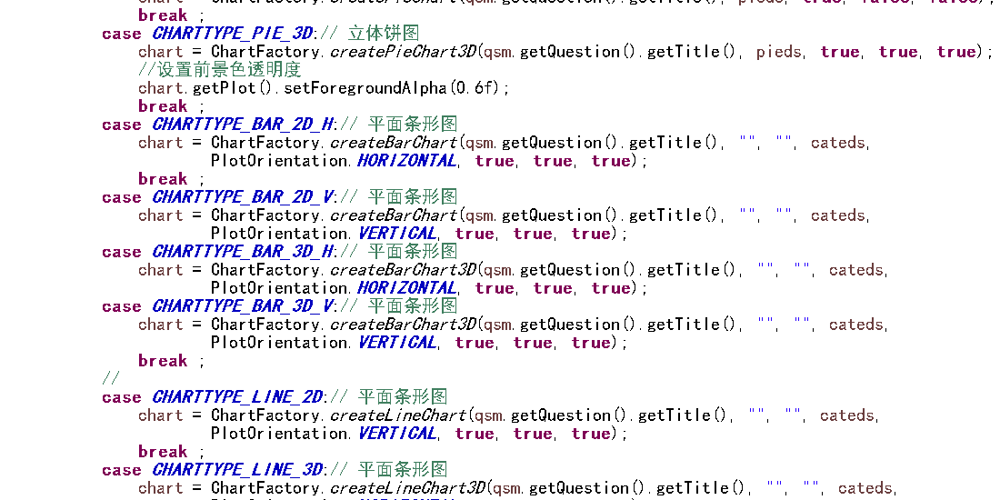 chart = ChartFactory.createPieChart(qsm.getQuestion().getTitle(), pieds, true, false, false);
break ;
case CHARTTYPE_PIE_3D:// 立体饼图
chart = ChartFactory.createPieChart3D(qsm.getQuestion().getTitle(), pieds, true, true, true);
//设置前景色透明度
chart.getPlot().setForegroundAlpha(0.6f);
break ;
case CHARTTYPE_BAR_2D_H:// 平面条形图
chart = ChartFactory.createBarChart(qsm.getQuestion().getTitle(), "", "", cateds,
PlotOrientation.HORIZONTAL, true, true, true);
break ;
case CHARTTYPE_BAR_2D_V:// 平面条形图
chart = ChartFactory.createBarChart(qsm.getQuestion().getTitle(), "", "", cateds,
PlotOrientation.VERTICAL, true, true, true);
case CHARTTYPE_BAR_3D_H:// 平面条形图
chart = ChartFactory.createBarChart3D(qsm.getQuestion().getTitle(), "", "", cateds,
PlotOrientation.HORIZONTAL, true, true, true);
case CHARTTYPE_BAR_3D_V:// 平面条形图
chart = ChartFactory.createBarChart3D(qsm.getQuestion().getTitle(), "", "", cateds,
PlotOrientation.VERTICAL, true, true, true);
break ;
//
case CHARTTYPE_LINE_2D:// 平面条形图
chart = ChartFactory.createLineChart(qsm.getQuestion().getTitle(), "", "", cateds,
PlotOrientation.VERTICAL, true, true, true);
break ;
case CHARTTYPE_LINE_3D:// 平面条形图
chart = ChartFactory.createLineChart3D(qsm.getQuestion().getTitle(), "", "", cateds,